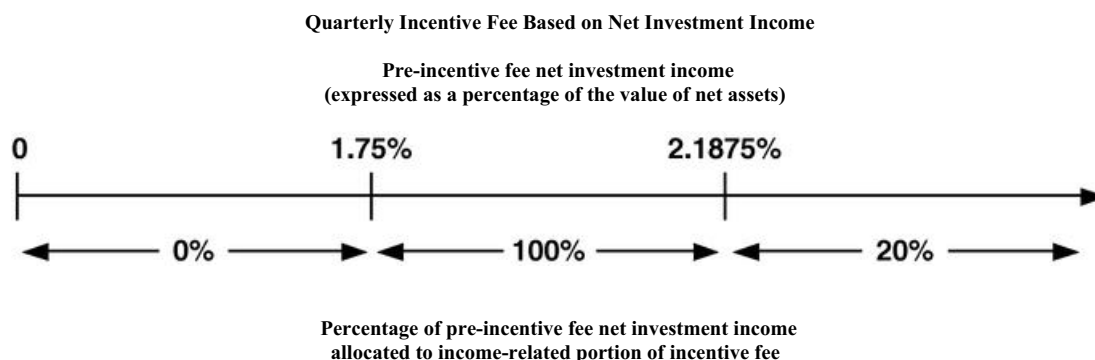 Quarterly Incentive Fee Based on Net Investment Income
Pre-incentive fee net investment income
(expressed as a percentage of the value of net assets)
0 1.75% 2.1875%
0% 100% 20%
Percentage of pre-incentive fee net investment income
allocated to income-related portion of incentive fee